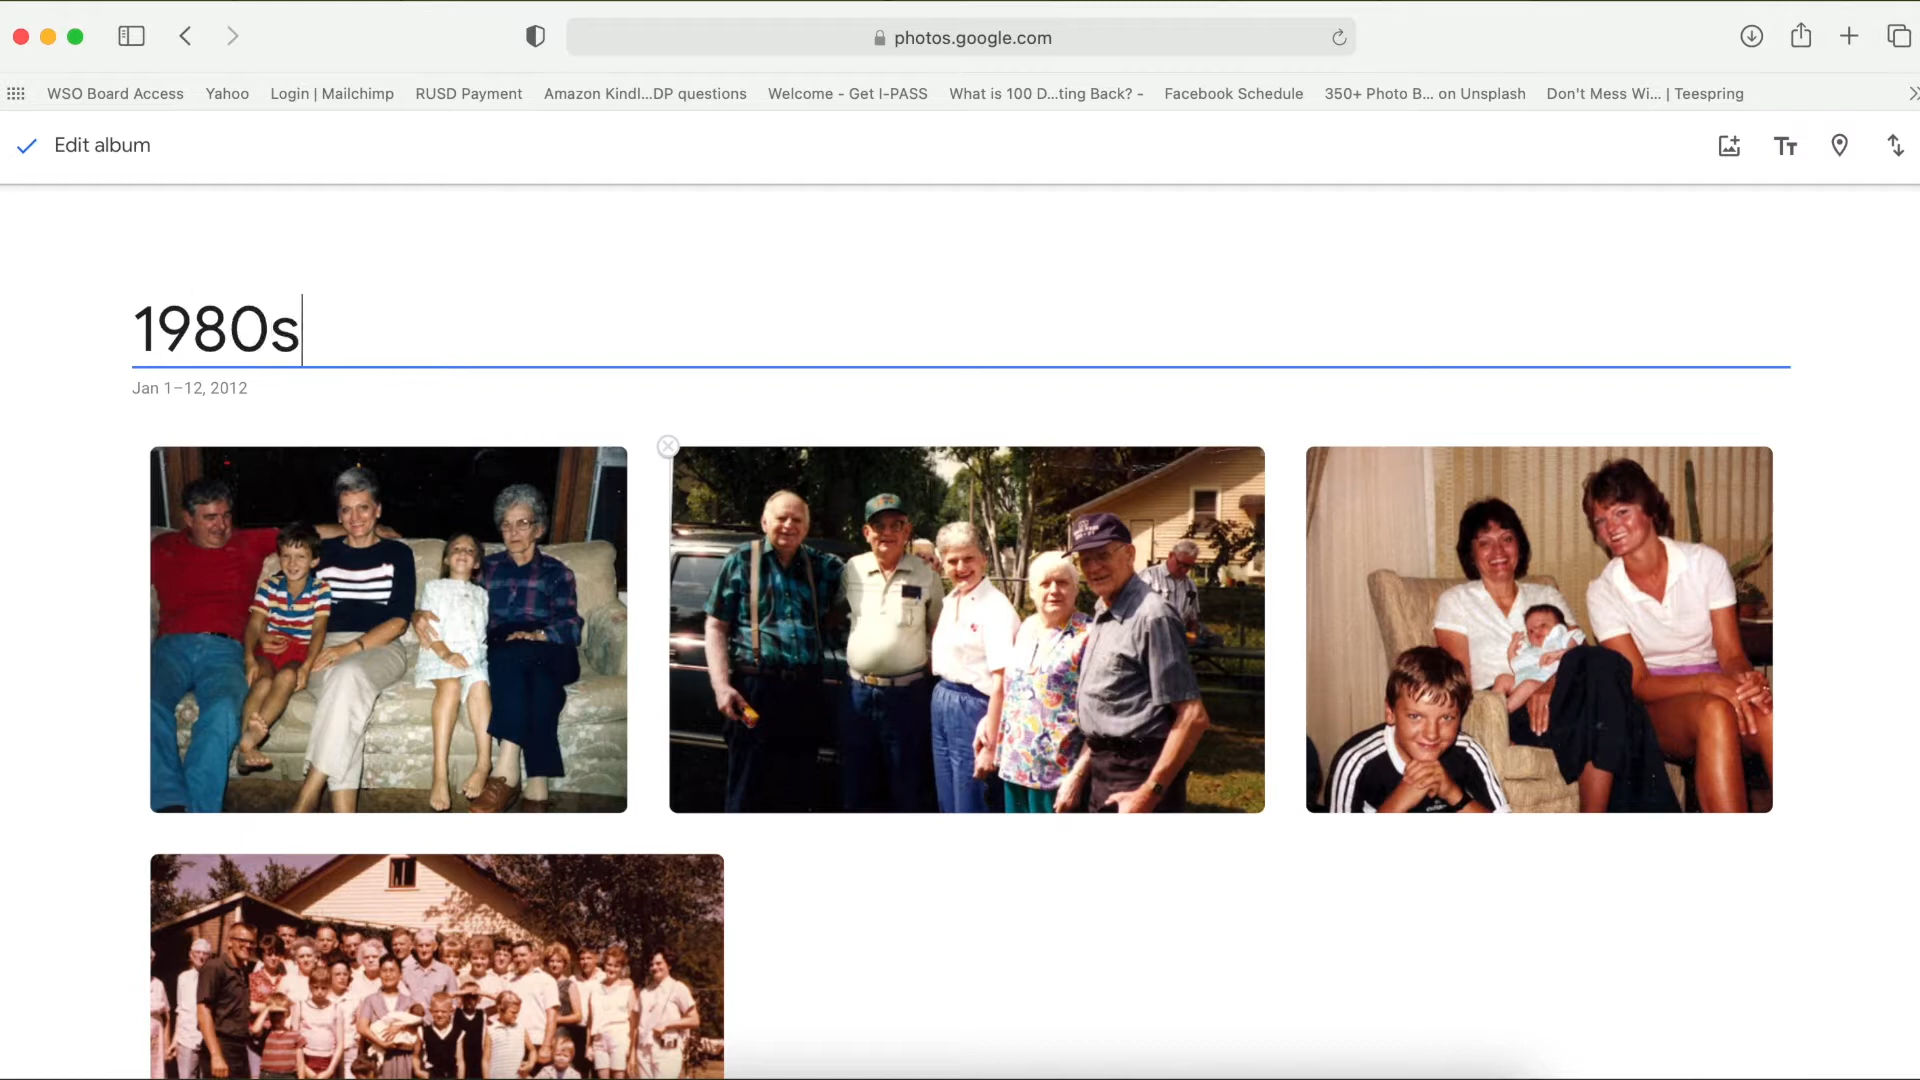 photos.google.com
WSO Board Access Yahoo Login | Mailchimp RUSD Payment Amazon Kindl...DP questions Welcome - Get I-PASS What is 100 D...ting Back? - Facebook Schedule 350+ Photo B... on Unsplash Don't Mess Wi... | Teespring
Edit album Tт
1980s
Jan 1–12, 2012